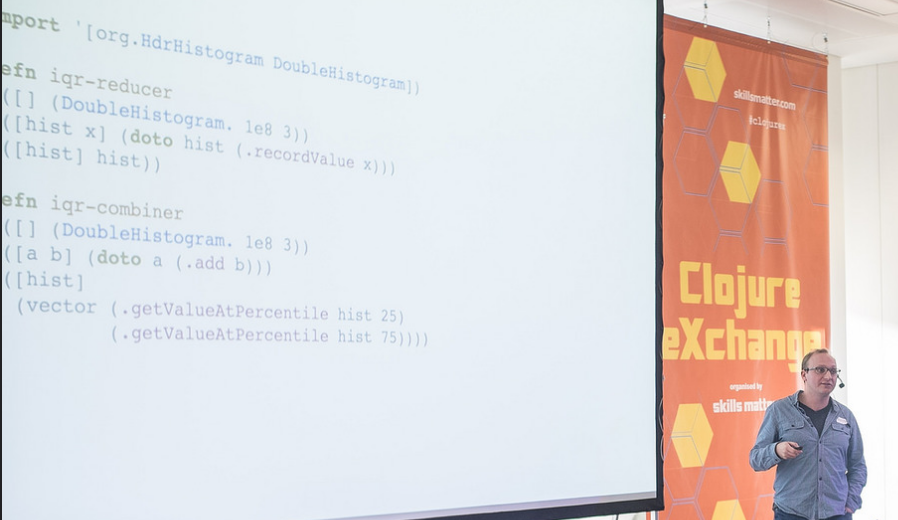 mport '[org.HdrHistogram DoubleHistogram])
efn iqr-reducer
([] (DoubleHistogram. 1e8 3))
([hist x] (doto hist (.recordValue x)))
([hist] hist))
efn iqr-combiner
([] (DoubleHistogram. 1e8 3))
([a b] (doto a (.add b)))
([hist]
(vector (.getValueAtPercentile hist 25)
(.getValueAtPercentile hist 75))))
skillsmatter.com
#clojurex
Clojure
eXchange
organised by
skills matte